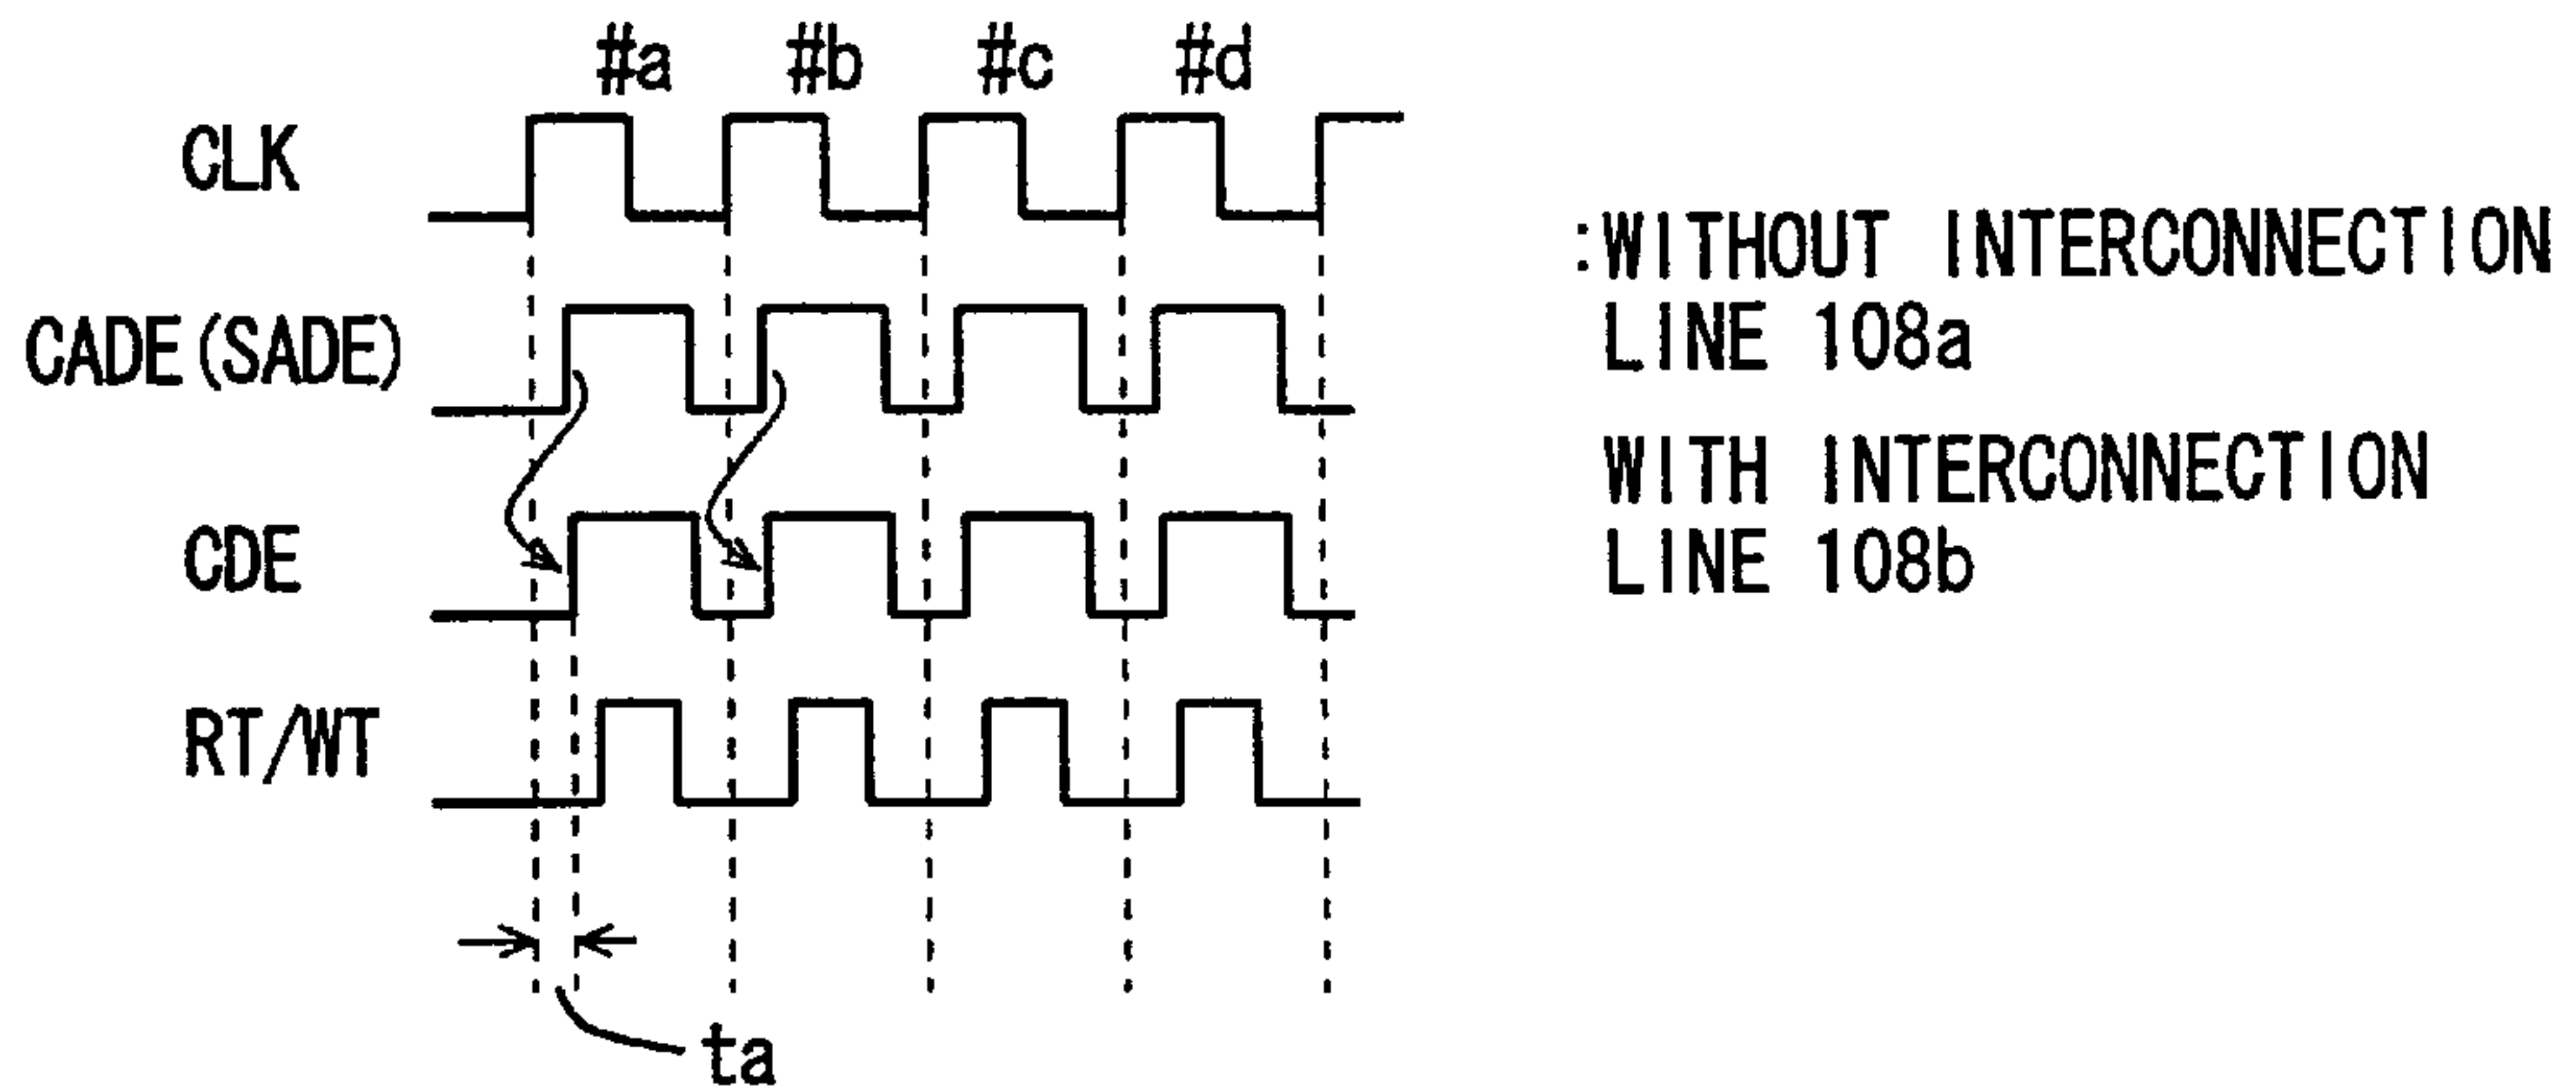 #a #b #c #d
CLK
CADE(SADE)
CDE
RT/WT
ta
:WITHOUT INTERCONNECTION
LINE 108a
WITH INTERCONNECTION
LINE 108b